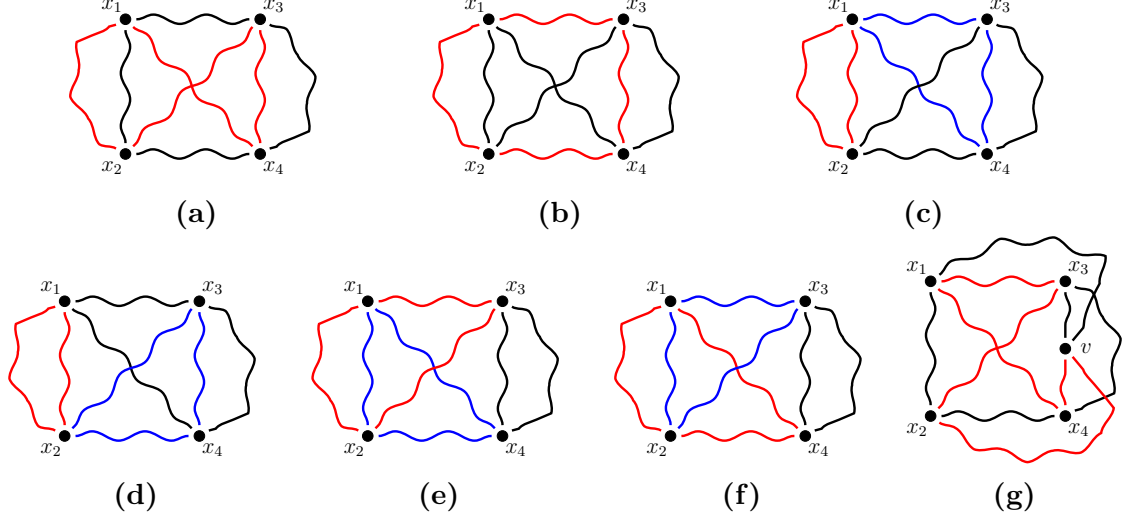 x1 x3 x1 x3 x1 x3
x2 x4 x2 x4 x2 x4
(a) (b) (c)
x1 x3 x1 x3 x1 x3 x1 x3
v
x2 x4 x2 x4 x2 x4 x2 x4
(d) (e) (f) (g)